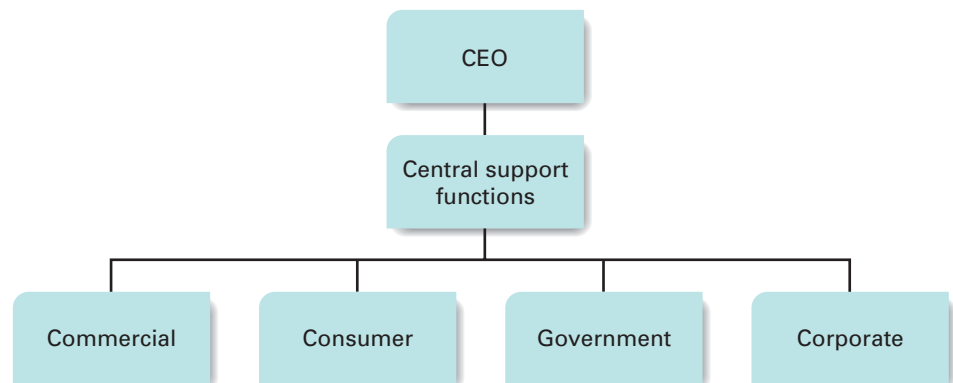 CEO
Central support
functions
Commercial
Consumer
Government
Corporate